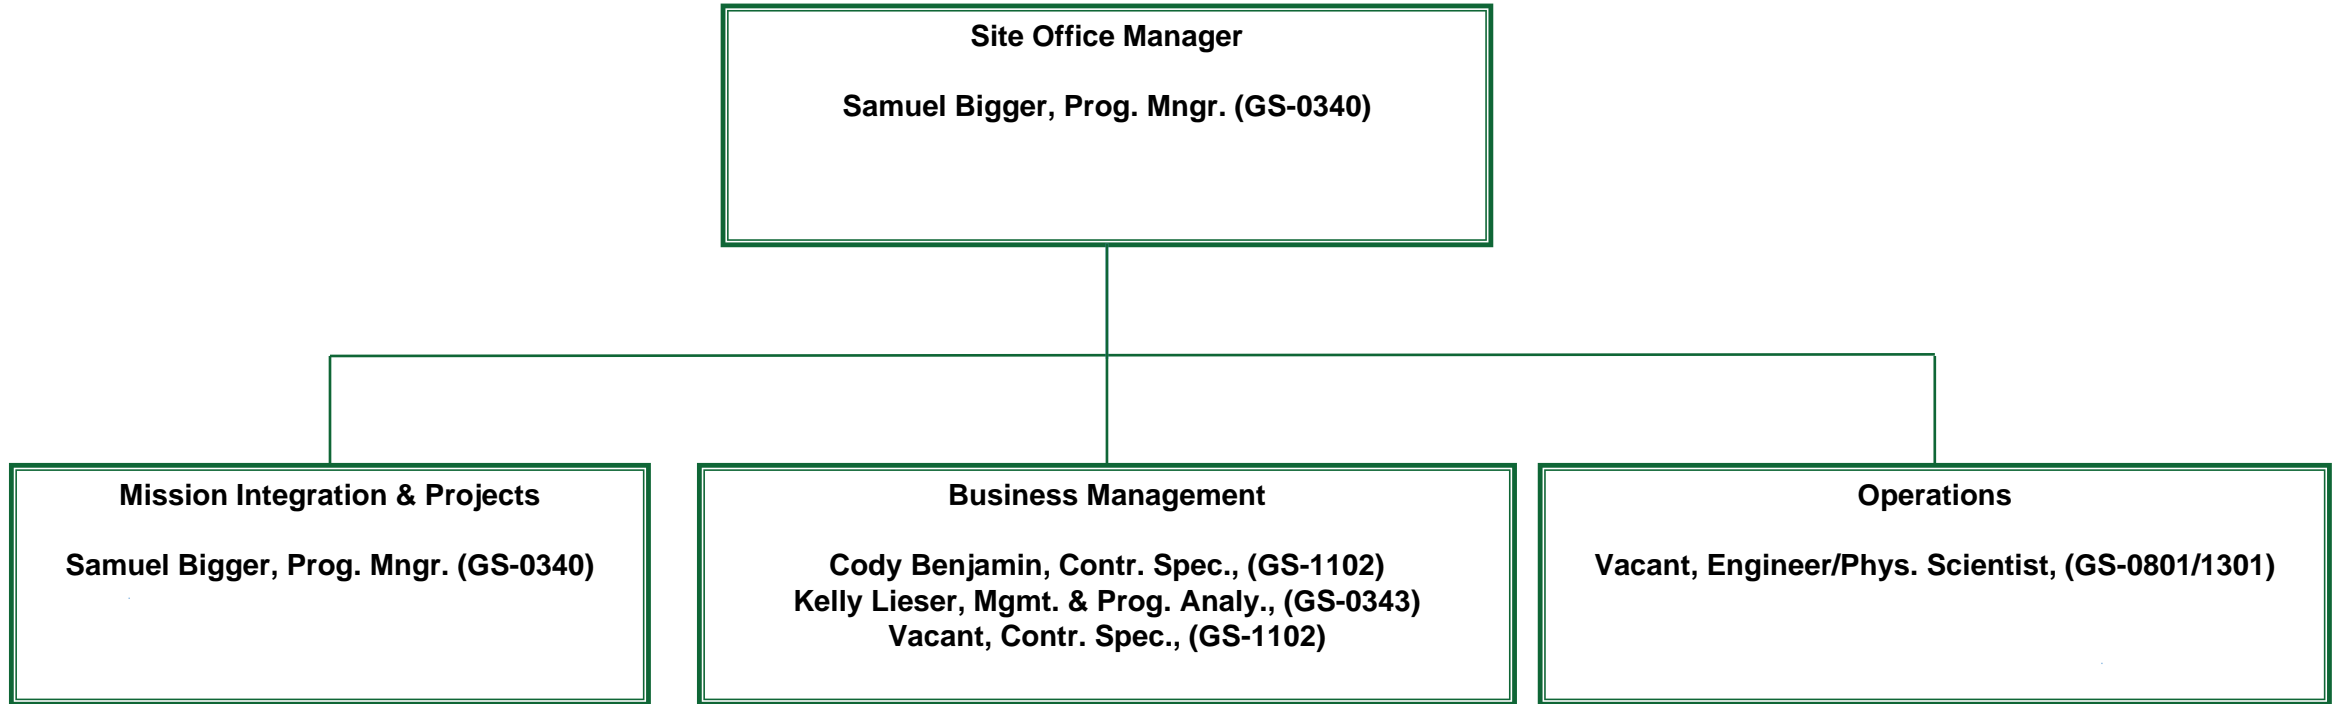 Site Office Manager
Samuel Bigger, Prog. Mngr. (GS-0340)
Mission Integration & Projects
Samuel Bigger, Prog. Mngr. (GS-0340)
Business Management
Cody Benjamin, Contr. Spec., (GS-1102)
Kelly Lieser, Mgmt. & Prog. Analy., (GS-0343)
Vacant, Contr. Spec., (GS-1102)
Operations
Vacant, Engineer/Phys. Scientist, (GS-0801/1301)